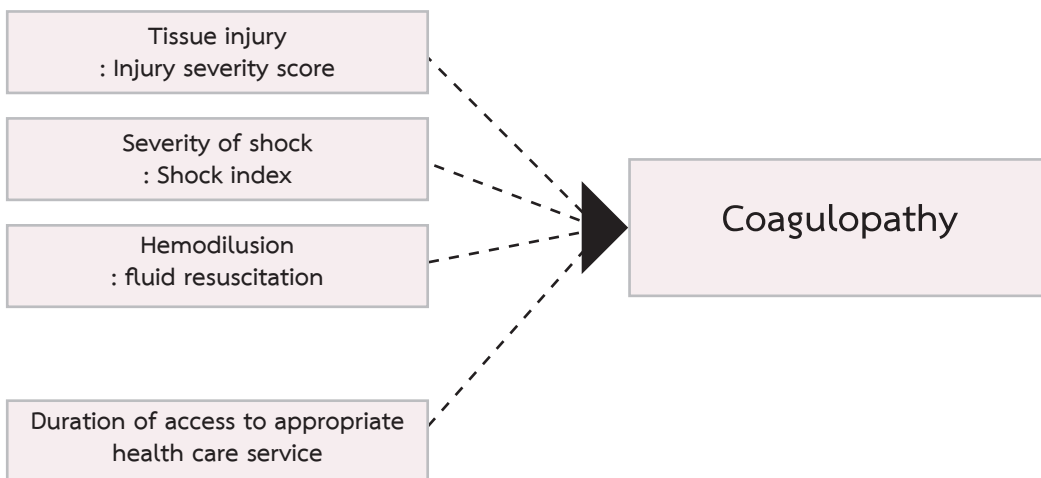 Tissue injury
: Injury severity score
Severity of shock
: Shock index
Hemodilusion
: fluid resuscitation
Duration of access to appropriate
health care service
Coagulopathy